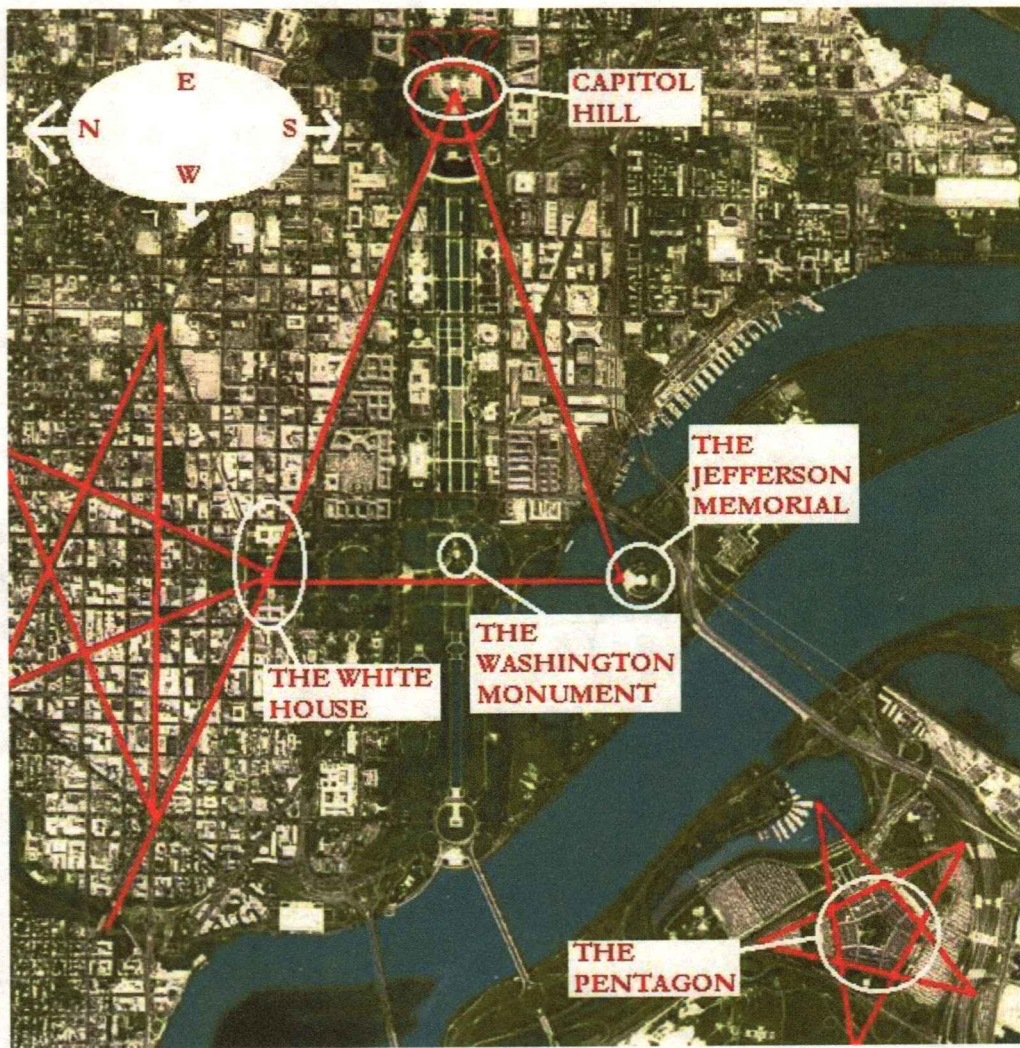 E
N S
W
CAPITOL
HILL
THE
JEFFERSON
MEMORIAL
THE
WASHINGTON
MONUMENT
THE WHITE
HOUSE
THE
PENTAGON